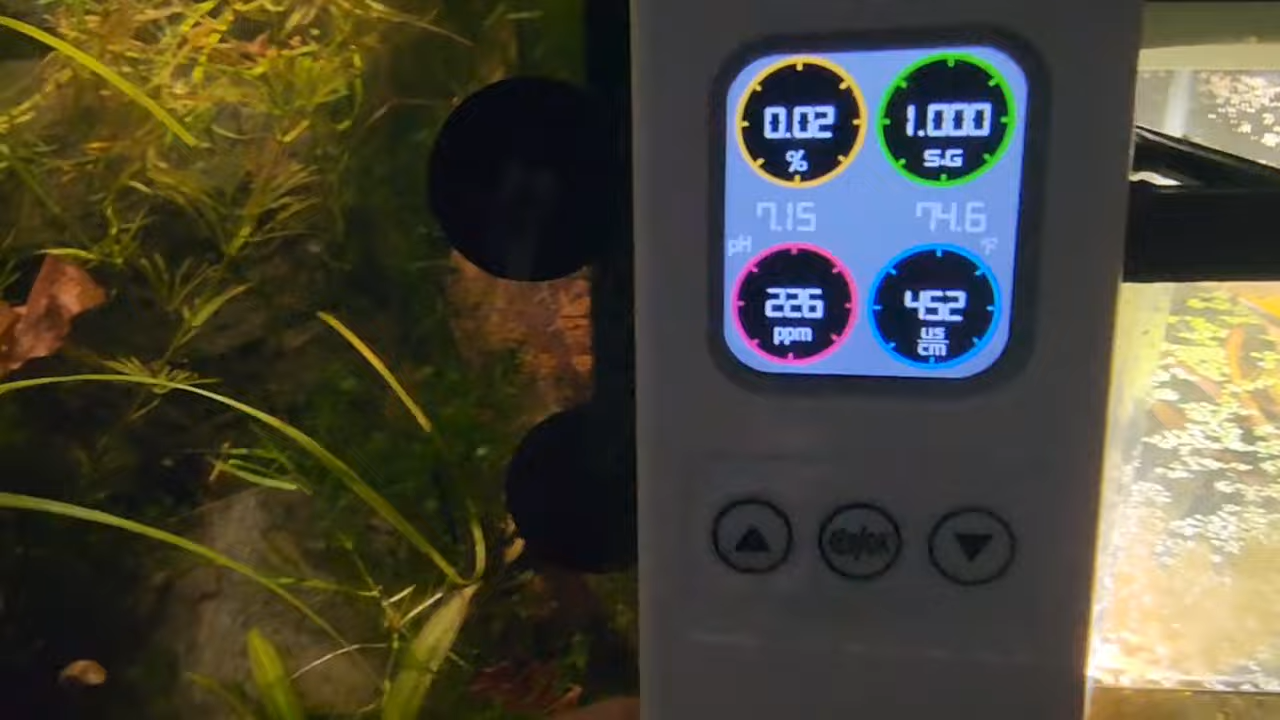 0.02 1.000
% S.G
7.15 74.6
pH °F
226 452
ppm us
cm